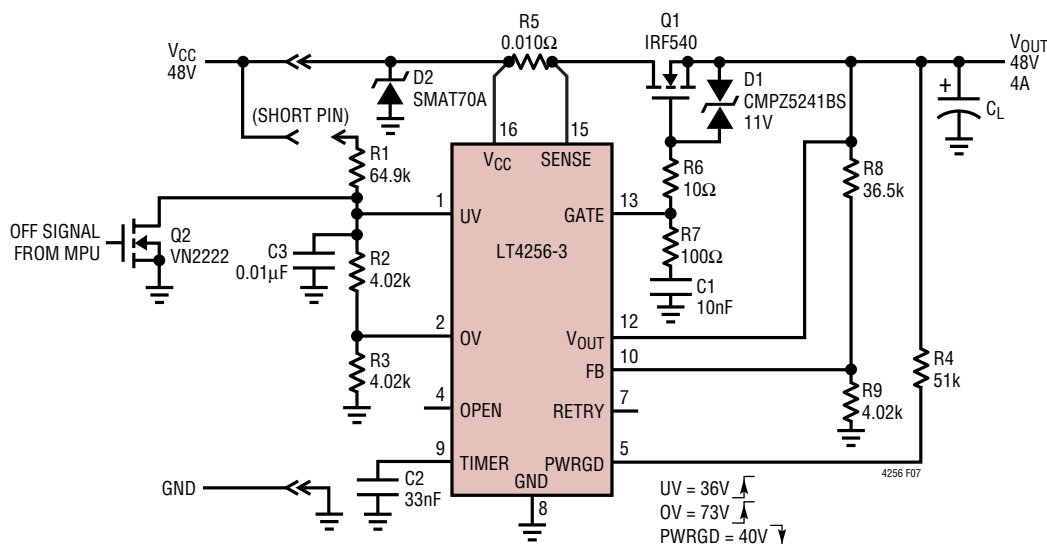 R5
0.010Ω
Q1
IRF540
VCC
48V
VOUT
48V
4A
D2
SMAT70A
D1
CMPZ5241BS
11V
+
CL
(SHORT PIN)
16
15
VCC
SENSE
R1
64.9k
R6
10Ω
R8
36.5k
1
UV
13
GATE
OFF SIGNAL
FROM MPU
Q2
VN2222
LT4256-3
C3
0.01µF
R2
4.02k
R7
100Ω
C1
10nF
2
OV
12
VOUT
10
FB
R3
4.02k
R4
51k
R9
4.02k
4
OPEN
7
RETRY
9
TIMER
5
PWRGD
4256 F07
GND
C2
33nF
GND
8
UV = 36V
OV = 73V
PWRGD = 40V